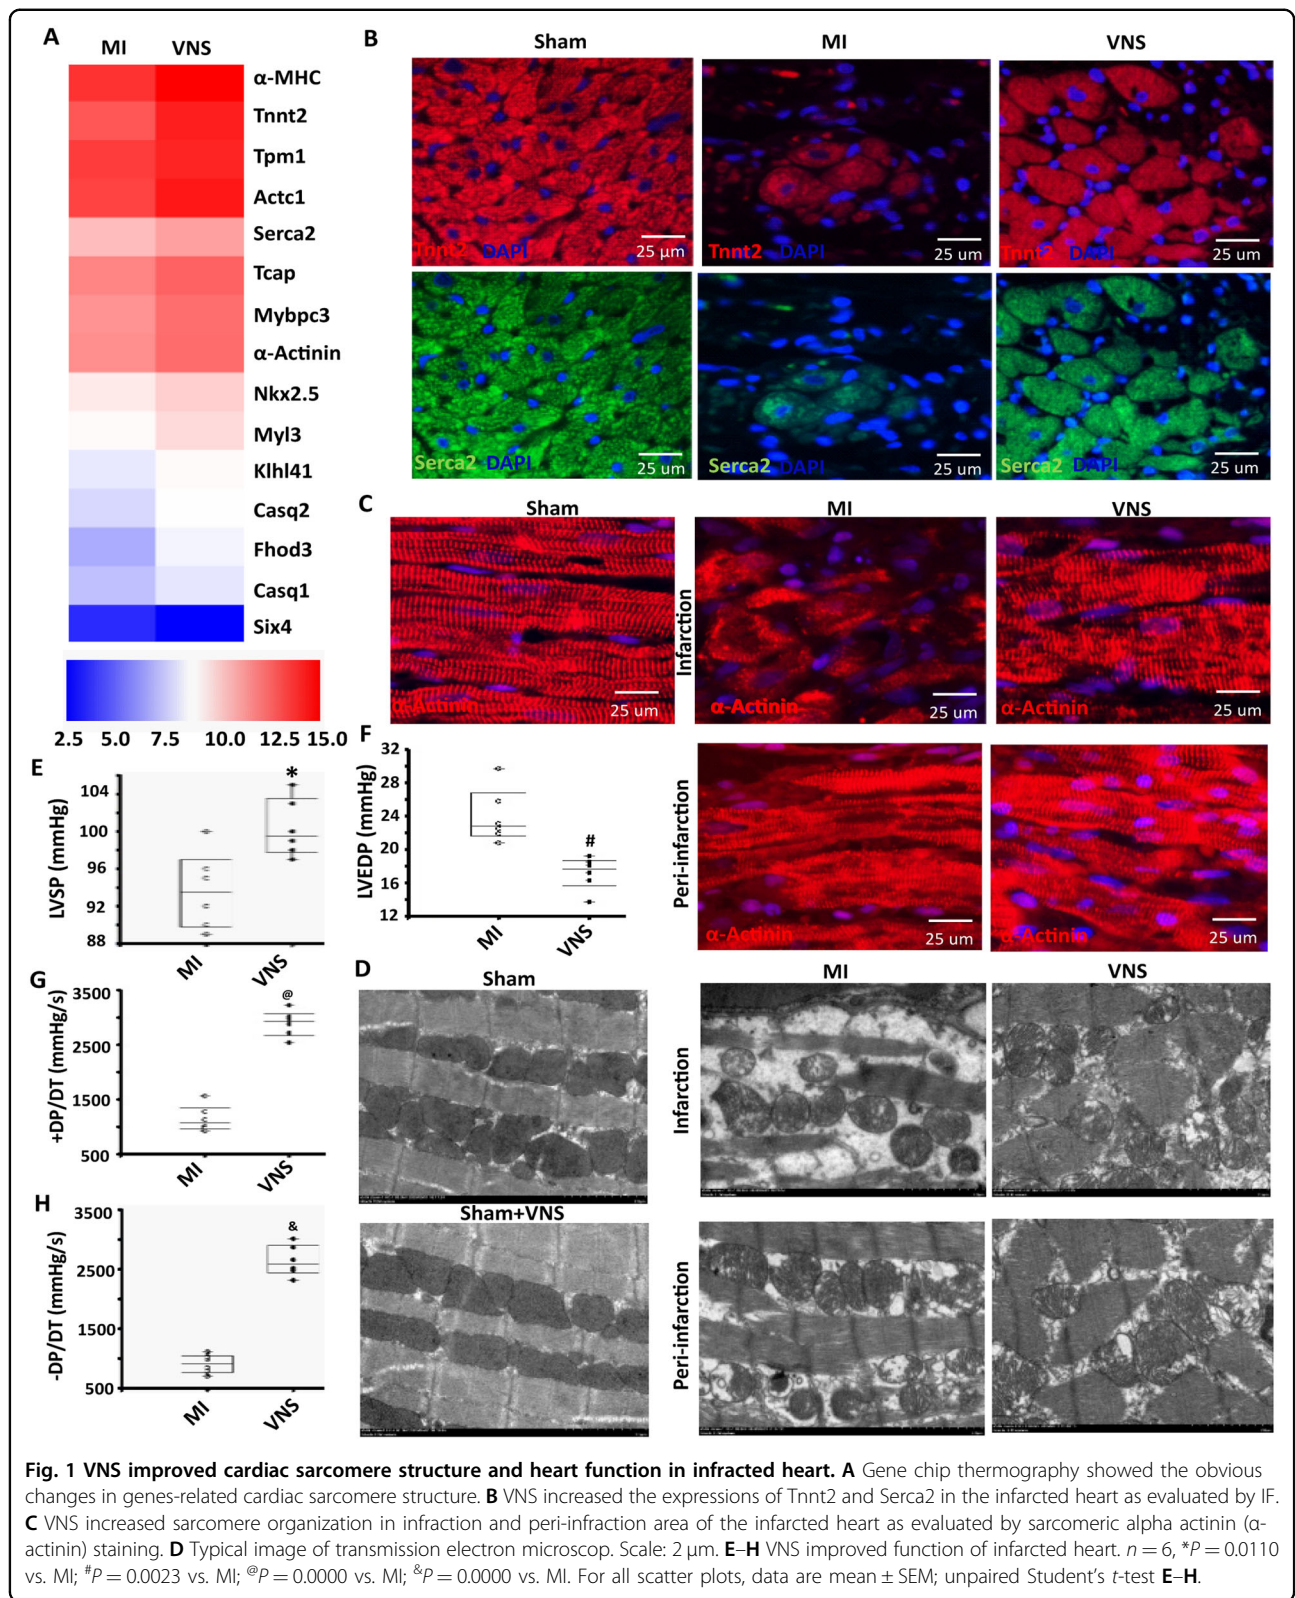 A
MI VNS
α-MHC
Tnnt2
Tpm1
Actc1
Serca2
Tcap
Mybpc3
α-Actinin
Nkx2.5
Myl3
Klhl41
Casq2
Fhod3
Casq1
Six4
2.5 5.0 7.5 10.0 12.5 15.0
B
Sham MI VNS
Tnnt2 DAPI 25 μm
Tnnt2 DAPI 25 um
Tnnt2 DAPI 25 um
Serca2 DAPI 25 um
Serca2 DAPI 25 um
Serca2 DAPI 25 um
C
Sham MI VNS
Infarction
α-Actinin 25 um
α-Actinin 25 um
α-Actinin 25 um
Peri-infarction
α-Actinin 25 um
α-Actinin 25 um
E
LVSP (mmHg)
104
100
96
92
88
*
MI VNS
F
LVEDP (mmHg)
32
28
24
20
16
12
#
MI VNS
G
+DP/DT (mmHg/s)
3500
2500
1500
500
@
MI VNS
H
-DP/DT (mmHg/s)
3500
2500
1500
500
&
MI VNS
D
Sham MI VNS
Infarction
Sham+VNS
Peri-infarction
Fig. 1 VNS improved cardiac sarcomere structure and heart function in infracted heart. A Gene chip thermography showed the obvious
changes in genes-related cardiac sarcomere structure. B VNS increased the expressions of Tnnt2 and Serca2 in the infarcted heart as evaluated by IF.
C VNS increased sarcomere organization in infraction and peri-infraction area of the infarcted heart as evaluated by sarcomeric alpha actinin (α-
actinin) staining. D Typical image of transmission electron microscop. Scale: 2 μm. E–H VNS improved function of infarcted heart. n = 6, *P = 0.0110
vs. MI; #P = 0.0023 vs. MI; @P = 0.0000 vs. MI; &P = 0.0000 vs. MI. For all scatter plots, data are mean ± SEM; unpaired Student's t-test E–H.